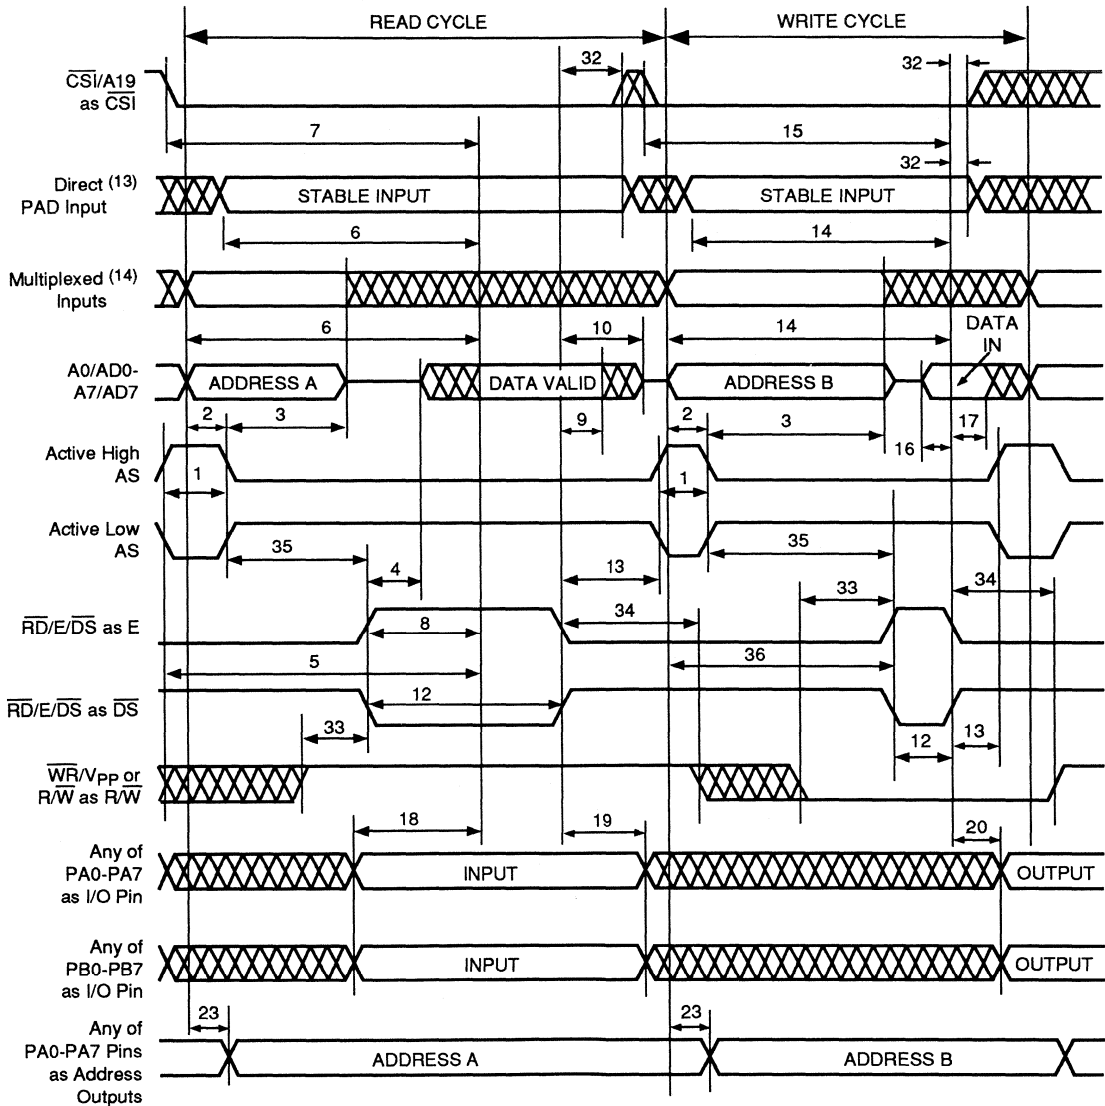 READ CYCLE WRITE CYCLE
32 32
CSI/A19
as CSI
7 15
32
Direct (13)
PAD Input
STABLE INPUT STABLE INPUT
6 14
Multiplexed (14)
Inputs
6 10 14 DATA
IN
A0/AD0-
A7/AD7
ADDRESS A DATA VALID ADDRESS B
2 3 9 2 3 16 17
Active High
AS
1 1
Active Low
AS
35 4 13 35
33 34 34
RD/E/DS as E
8
5 36
RD/E/DS as DS
12
33 12 13
WR/VPP or
R/W as R/W
18 19 20
Any of
PA0-PA7
as I/O Pin
INPUT OUTPUT
Any of
PB0-PB7
as I/O Pin
INPUT OUTPUT
23 23
Any of
PA0-PA7 Pins
as Address
Outputs
ADDRESS A ADDRESS B